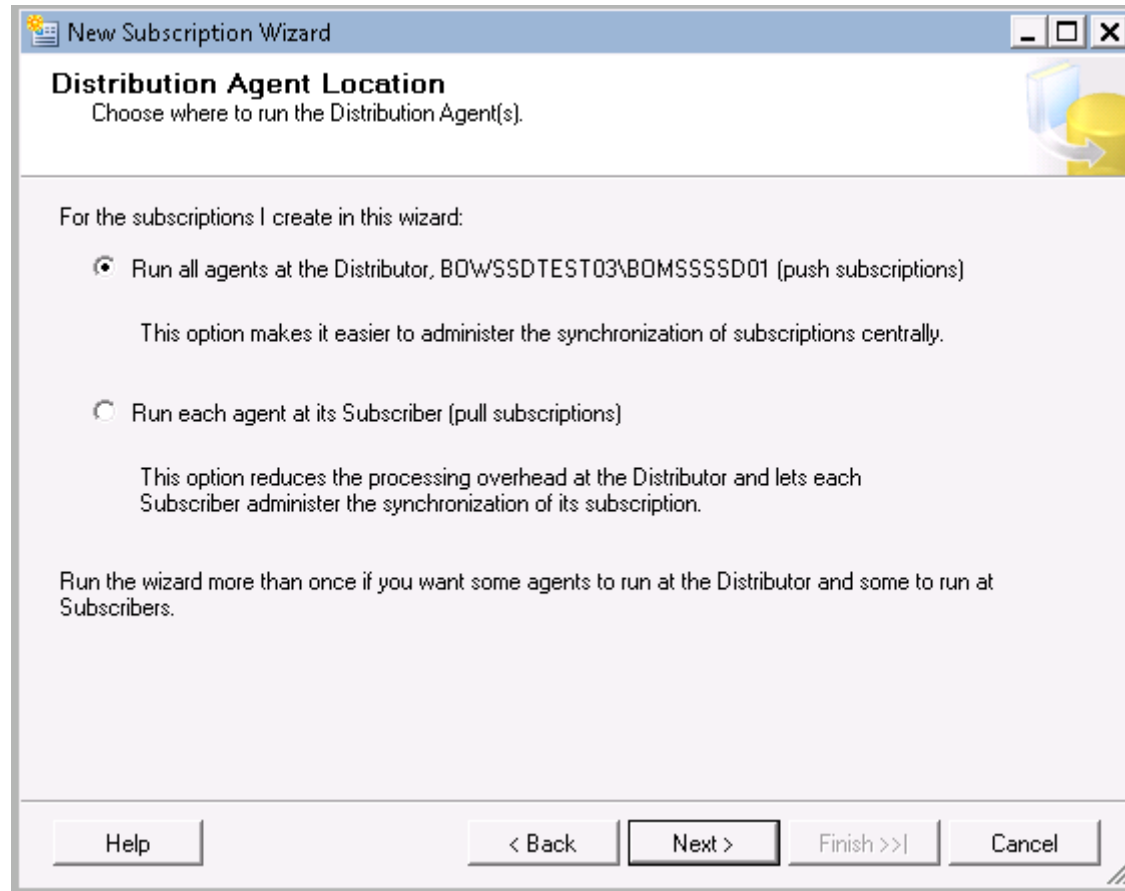 New Subscription Wizard
Distribution Agent Location
Choose where to run the Distribution Agent(s).
For the subscriptions I create in this wizard:
Run all agents at the Distributor, BOWSSDTEST03\BOMSSSSD01 (push subscriptions)
This option makes it easier to administer the synchronization of subscriptions centrally.
Run each agent at its Subscriber (pull subscriptions)
This option reduces the processing overhead at the Distributor and lets each
Subscriber administer the synchronization of its subscription.
Run the wizard more than once if you want some agents to run at the Distributor and some to run at
Subscribers.
Help < Back Next > Finish >>| Cancel